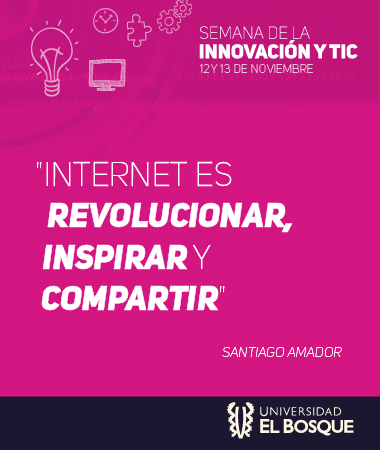 SEMANA DE LA
INNOVACIÓN Y TIC
12 Y 13 DE NOVIEMBRE
"INTERNET ES
REVOLUCIONAR,
INSPIRAR Y
COMPARTIR"
SANTIAGO AMADOR
UNIVERSIDAD
EL BOSQUE